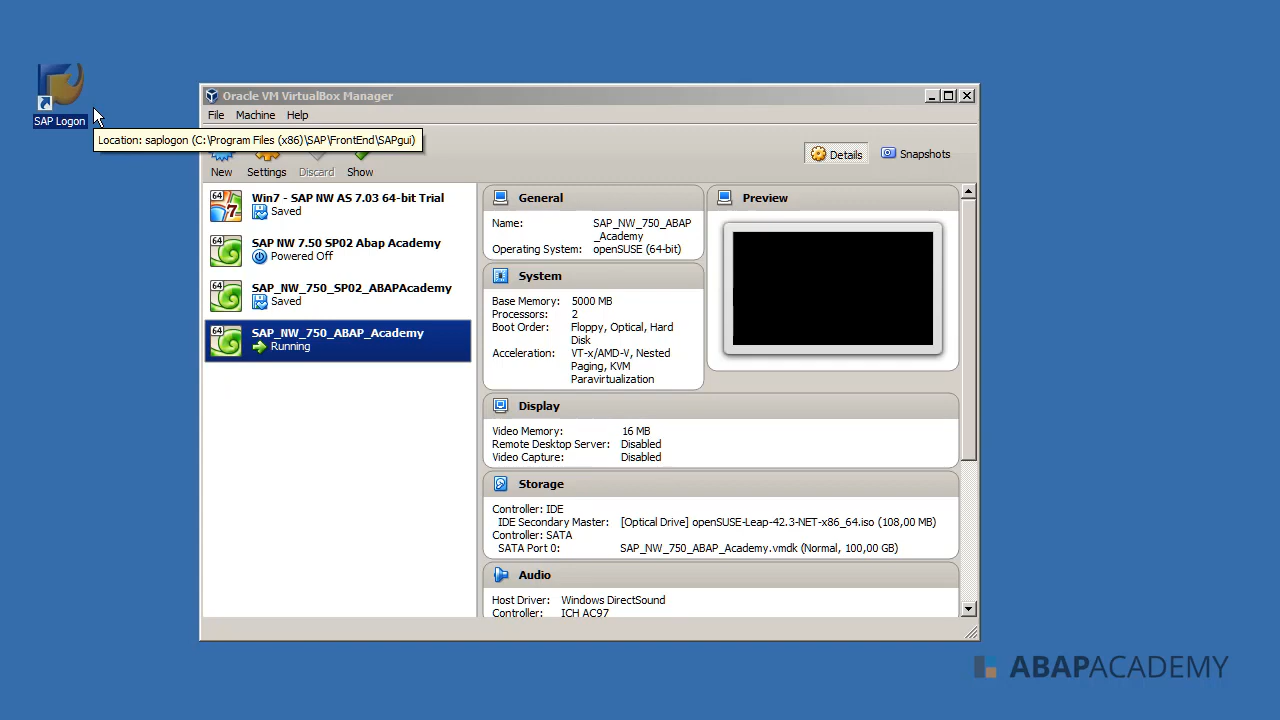 SAP Logon
Location: saplogon (C:\Program Files (x86)\SAP\FrontEnd\SAPgui)
Oracle VM VirtualBox Manager
File Machine Help
New Settings Discard Show
Details Snapshots
64
Win7 - SAP NW AS 7.03 64-bit Trial
Saved
64
SAP NW 7.50 SP02 Abap Academy
Powered Off
64
SAP_NW_750_SP02_ABAPAcademy
Saved
64
SAP_NW_750_ABAP_Academy
Running
General
Name: SAP_NW_750_ABAP
_Academy
Operating System: openSUSE (64-bit)
Preview
System
Base Memory: 5000 MB
Processors: 2
Boot Order: Floppy, Optical, Hard
Disk
Acceleration: VT-x/AMD-V, Nested
Paging, KVM
Paravirtualization
Display
Video Memory: 16 MB
Remote Desktop Server: Disabled
Video Capture: Disabled
Storage
Controller: IDE
IDE Secondary Master: [Optical Drive] openSUSE-Leap-42.3-NET-x86_64.iso (108,00 MB)
Controller: SATA
SATA Port 0: SAP_NW_750_ABAP_Academy.vmdk (Normal, 100,00 GB)
Audio
Host Driver: Windows DirectSound
Controller: ICH AC97
ABAPACADEMY